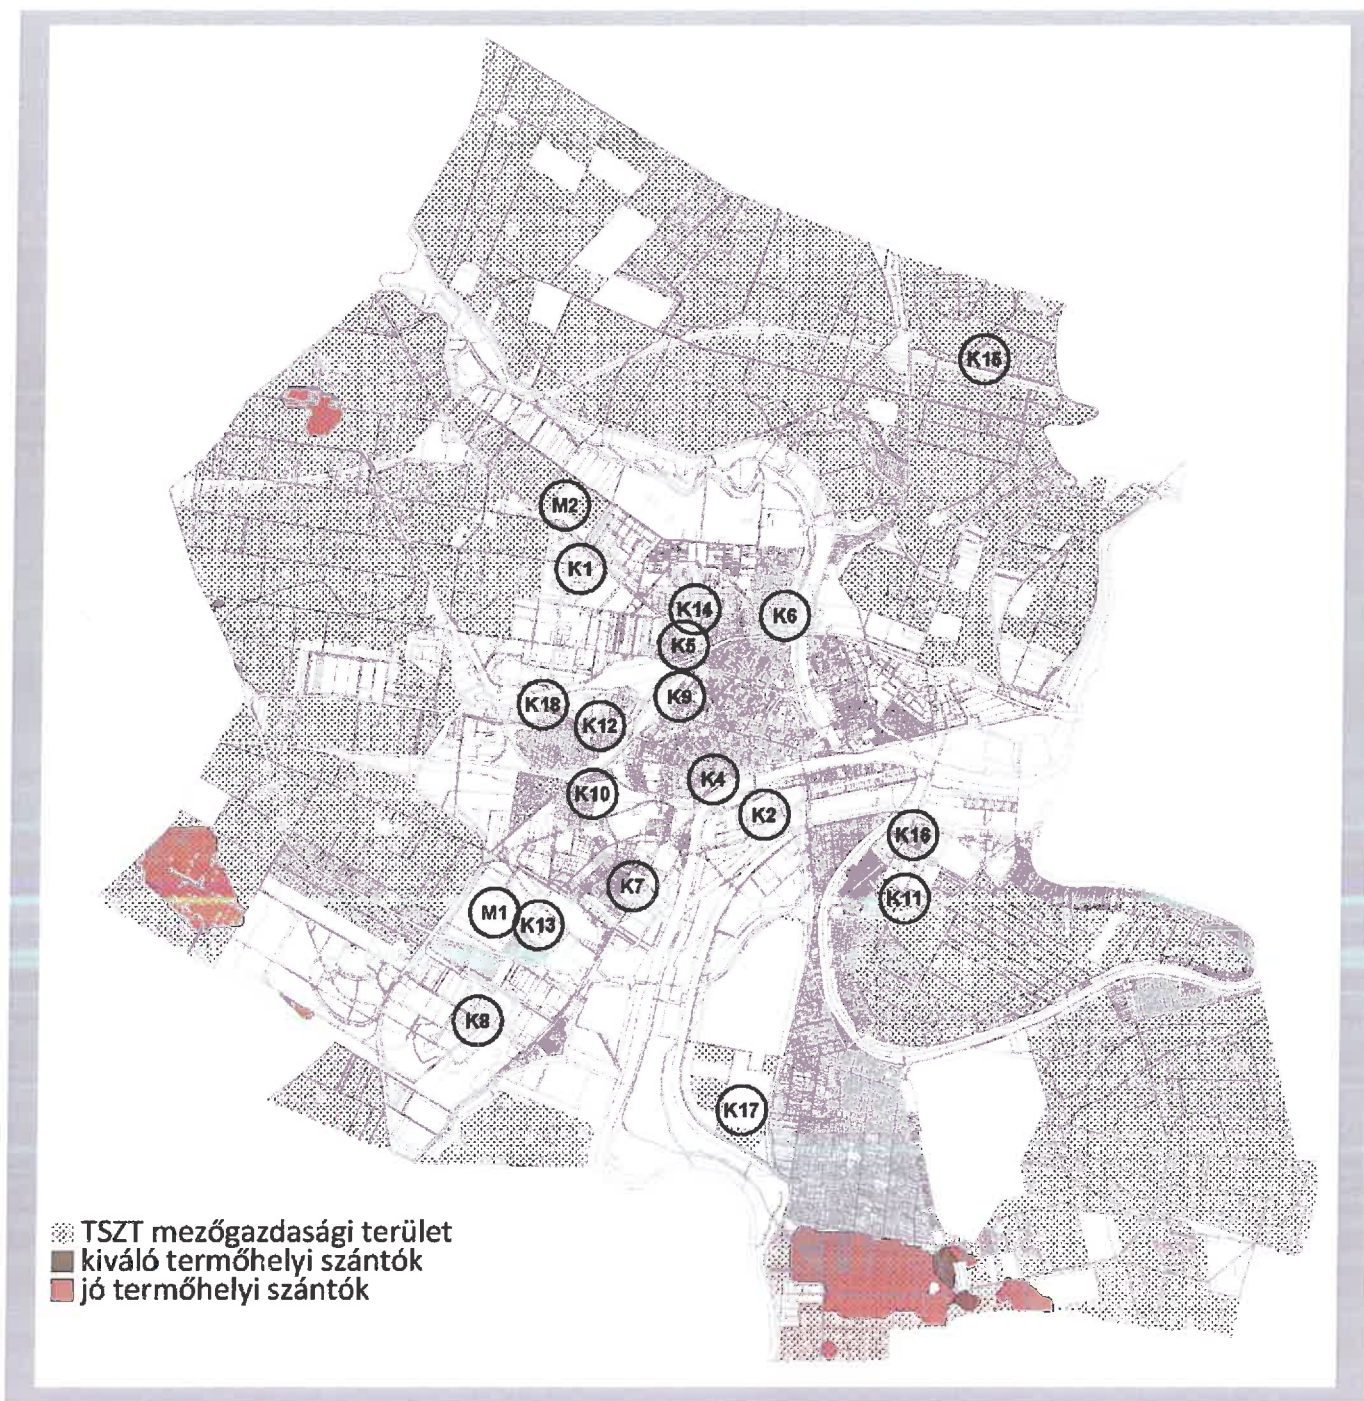 K15
M2
K1
K14
K6
K5
K9
K18
K12
K4
K10
K2
K16
K7
K11
M1
K13
K8
K17
TSZT mezőgazdasági terület
kiváló termőhelyi szántók
jó termőhelyi szántók